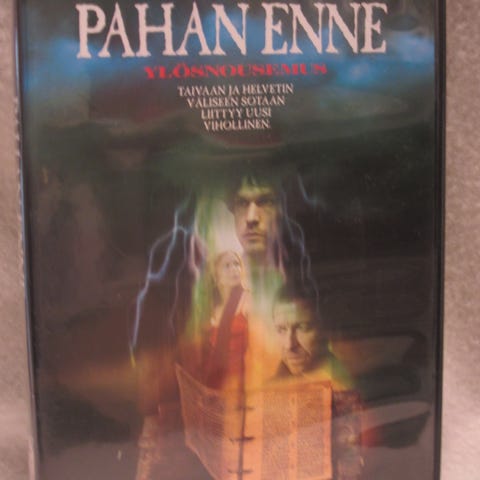 PAHAN ENNE
YLÖSNOUSEMUS
TAIVAAN JA HELVETIN
VÄLISEEN SOTAAN
LIITTYY UUSI
VIHOLLINEN.